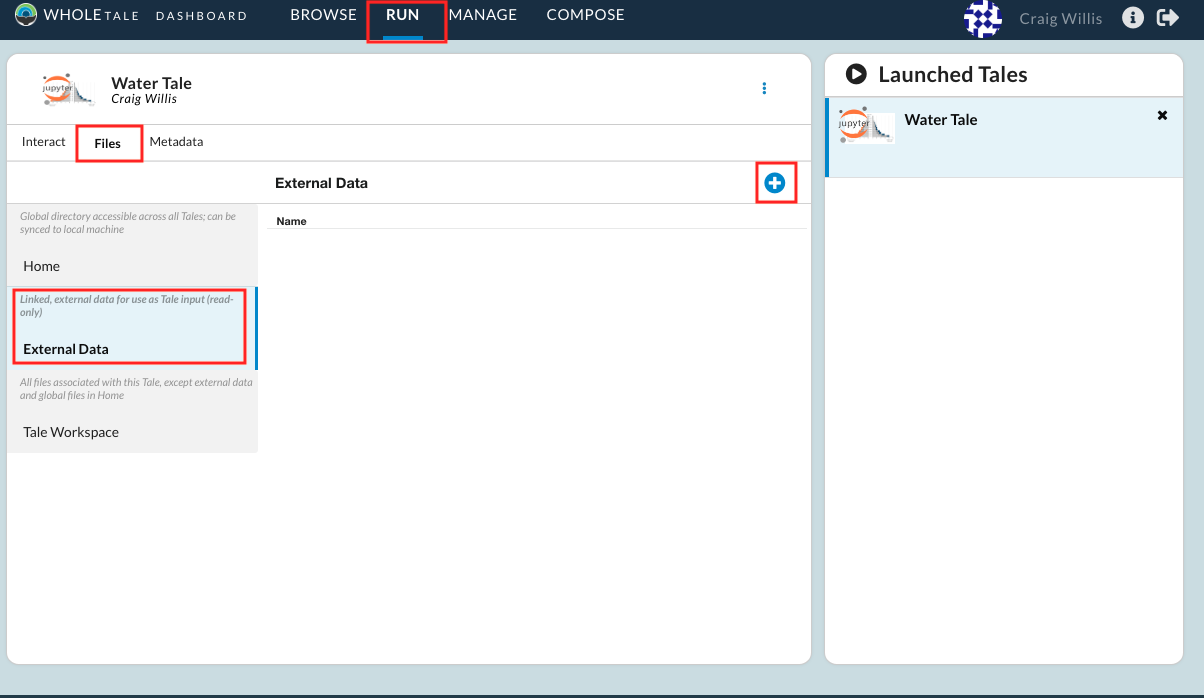 WHOLETALE DASHBOARD BROWSE RUN MANAGE COMPOSE Craig Willis
jupyter
Water Tale
Craig Willis
Interact Files Metadata
External Data
Name
Global directory accessible across all Tales; can be
synced to local machine
Home
Linked, external data for use as Tale input (read-
only)
External Data
All files associated with this Tale, except external data
and global files in Home
Tale Workspace
Launched Tales
jupyter
Water Tale